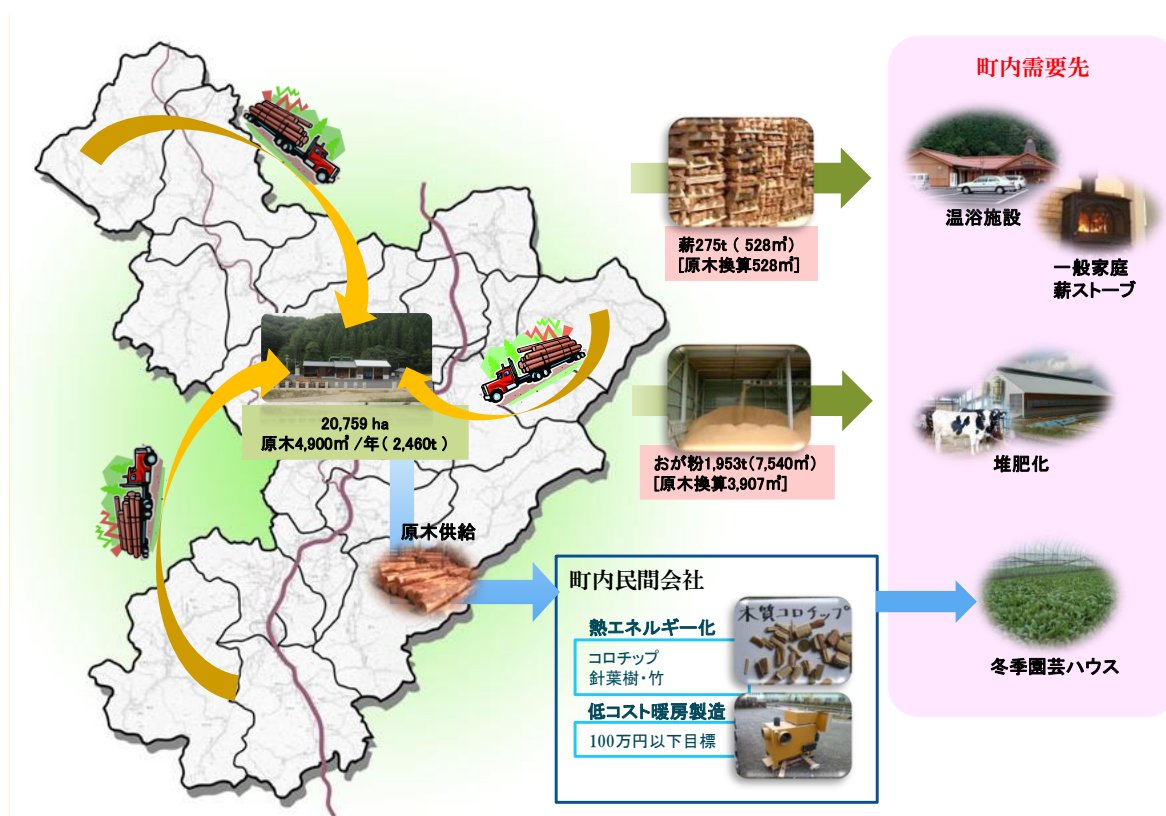 町内需要先
温浴施設
一般家庭
薪ストーブ
薪275t（ 528㎥）
[原木換算528㎥]
20,759 ha
原木4,900㎥ /年（ 2,460t ）
おが粉1,953t（7,540㎥）
[原木換算3,907㎥]
堆肥化
原木供給
町内民間会社
熱エネルギー化
コロチップ
針葉樹・竹
木質コロチップ
低コスト暖房製造
100万円以下目標
冬季園芸ハウス